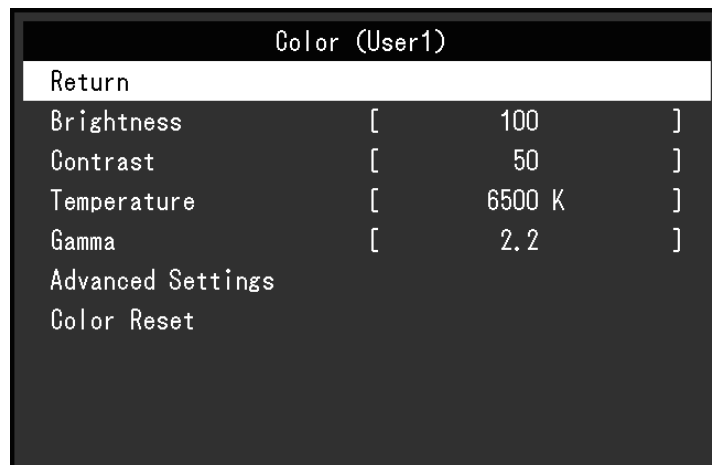 Color (User1)
Return
Brightness [ 100 ]
Contrast [ 50 ]
Temperature [ 6500 K ]
Gamma [ 2.2 ]
Advanced Settings
Color Reset